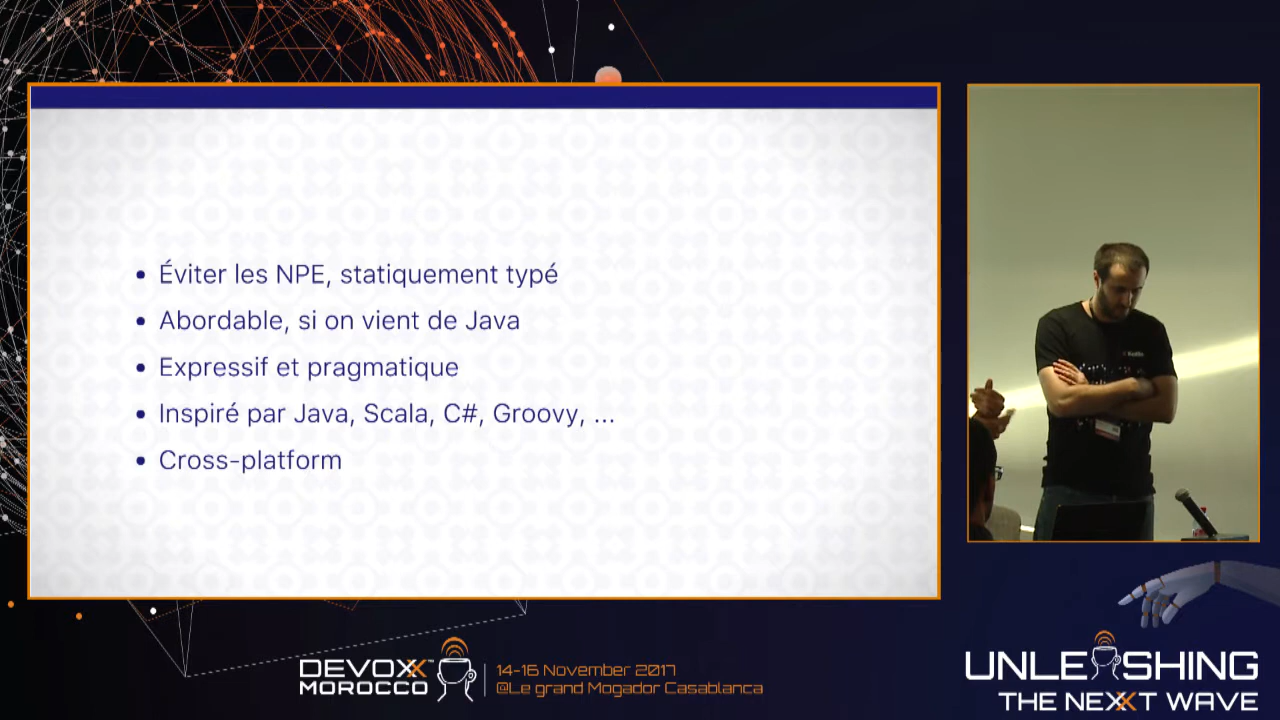 • Éviter les NPE, statiquement typé
• Abordable, si on vient de Java
• Expressif et pragmatique
• Inspiré par Java, Scala, C#, Groovy, ...
• Cross-platform
DEVOXX™
MOROCCO
14-16 November 2017
@Le grand Mogador Casablanca
UNLEASHING
THE NEXXT WAVE